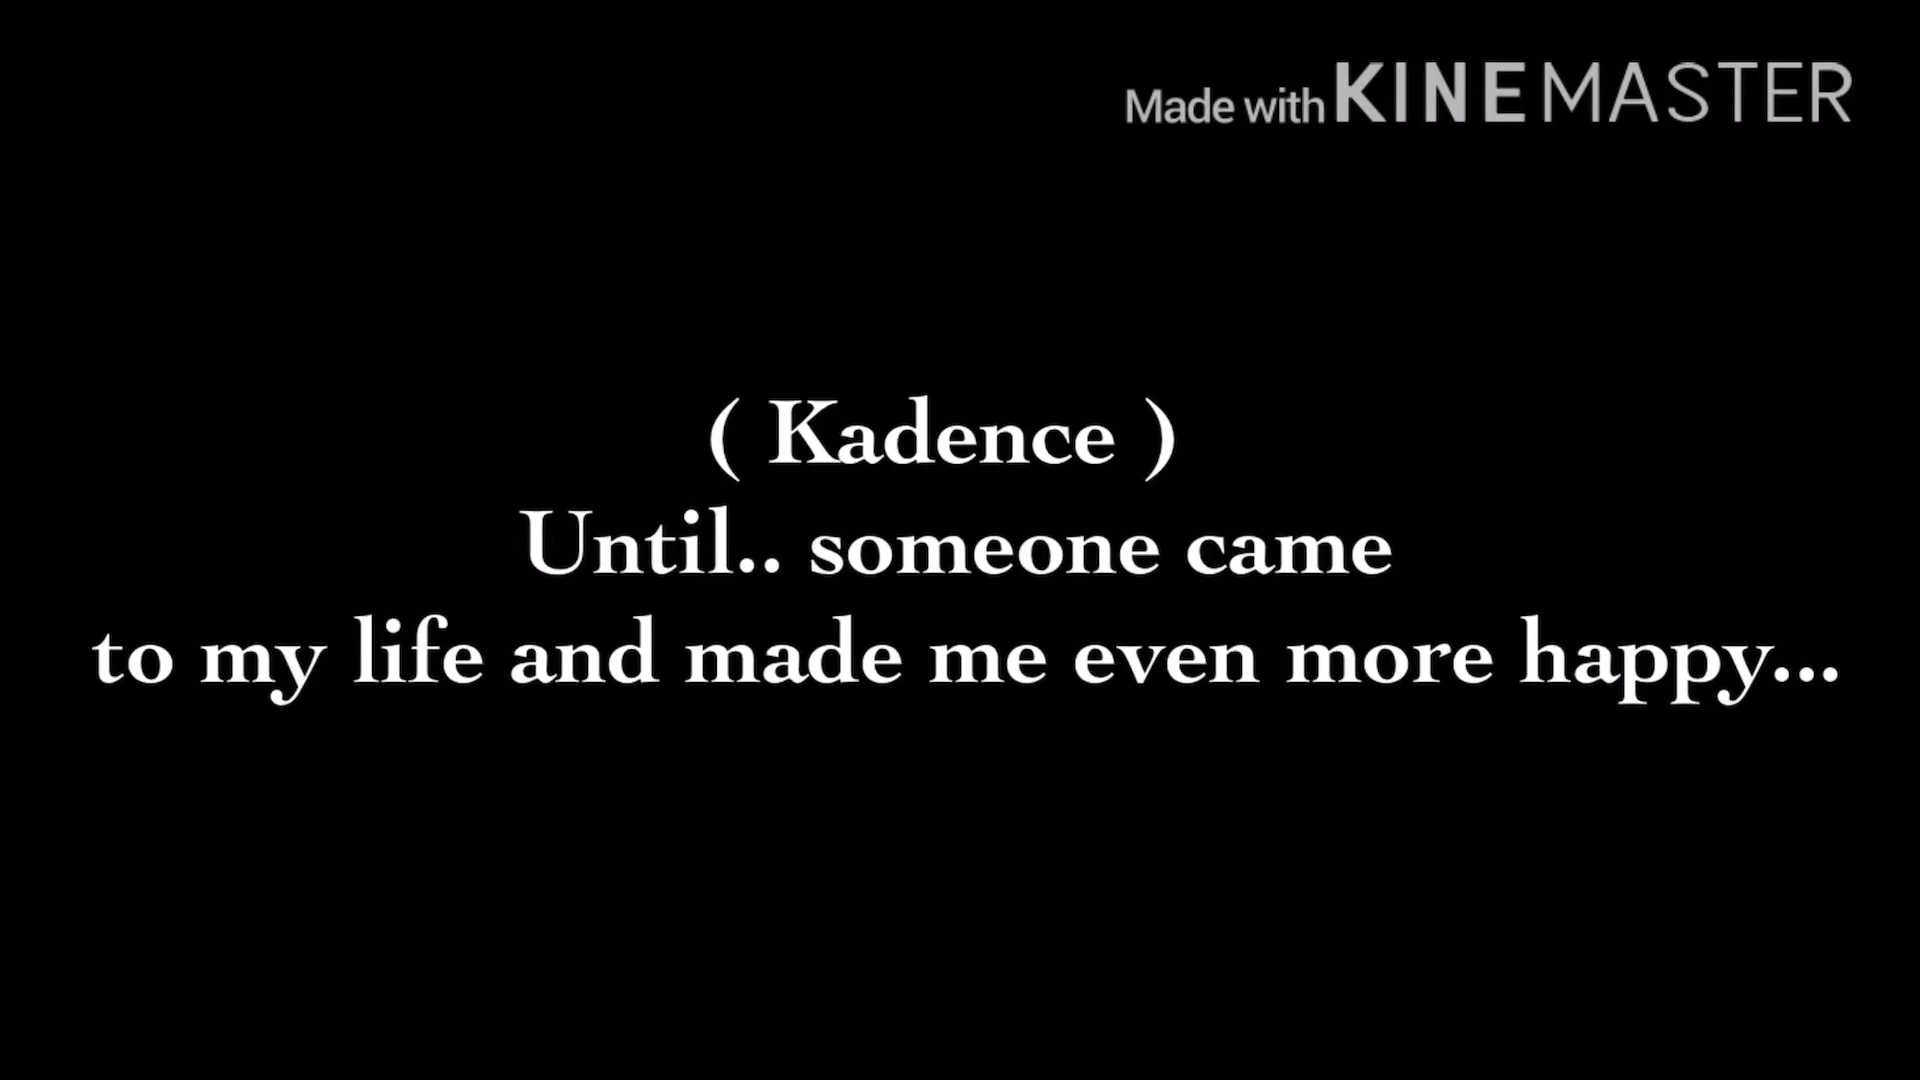 Made with KINEMASTER
( Kadence )
Until.. someone came
to my life and made me even more happy...